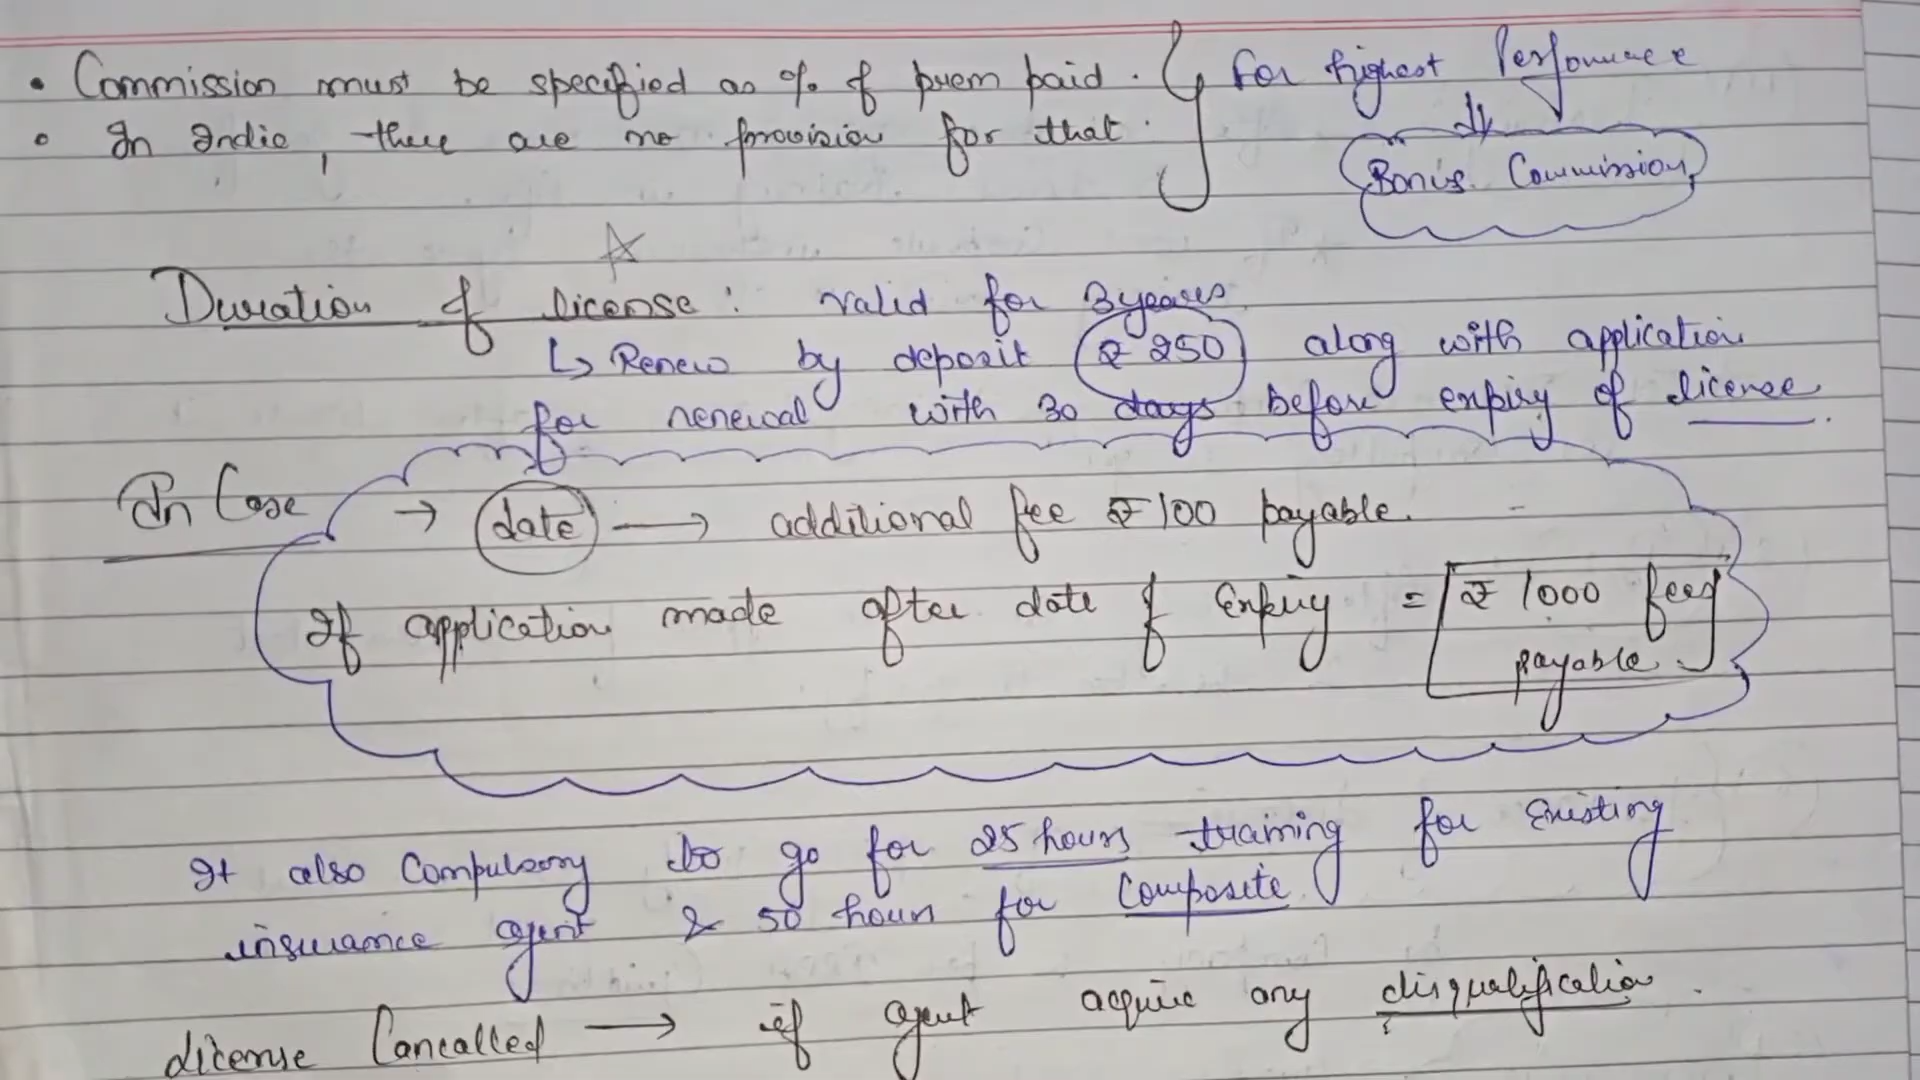 • Commission must be specified as % of prem paid. For highest Performance
• In India, there are no provision for that.
Bonus Commission
Duration of license : valid for 3 years
↳ Renew by deposit ₹ 250 along with application
for renewal with 30 days before expiry of license.
In Case → date → additional fee ₹ 100 payable.
If application made after date of Expiry = ₹ 1000 fees
payable.
It also Compulsory to go for 25 hours training for Existing
insurance agent & 50 hours for Composite.
license Cancalled → if agent acquire any disqualification.